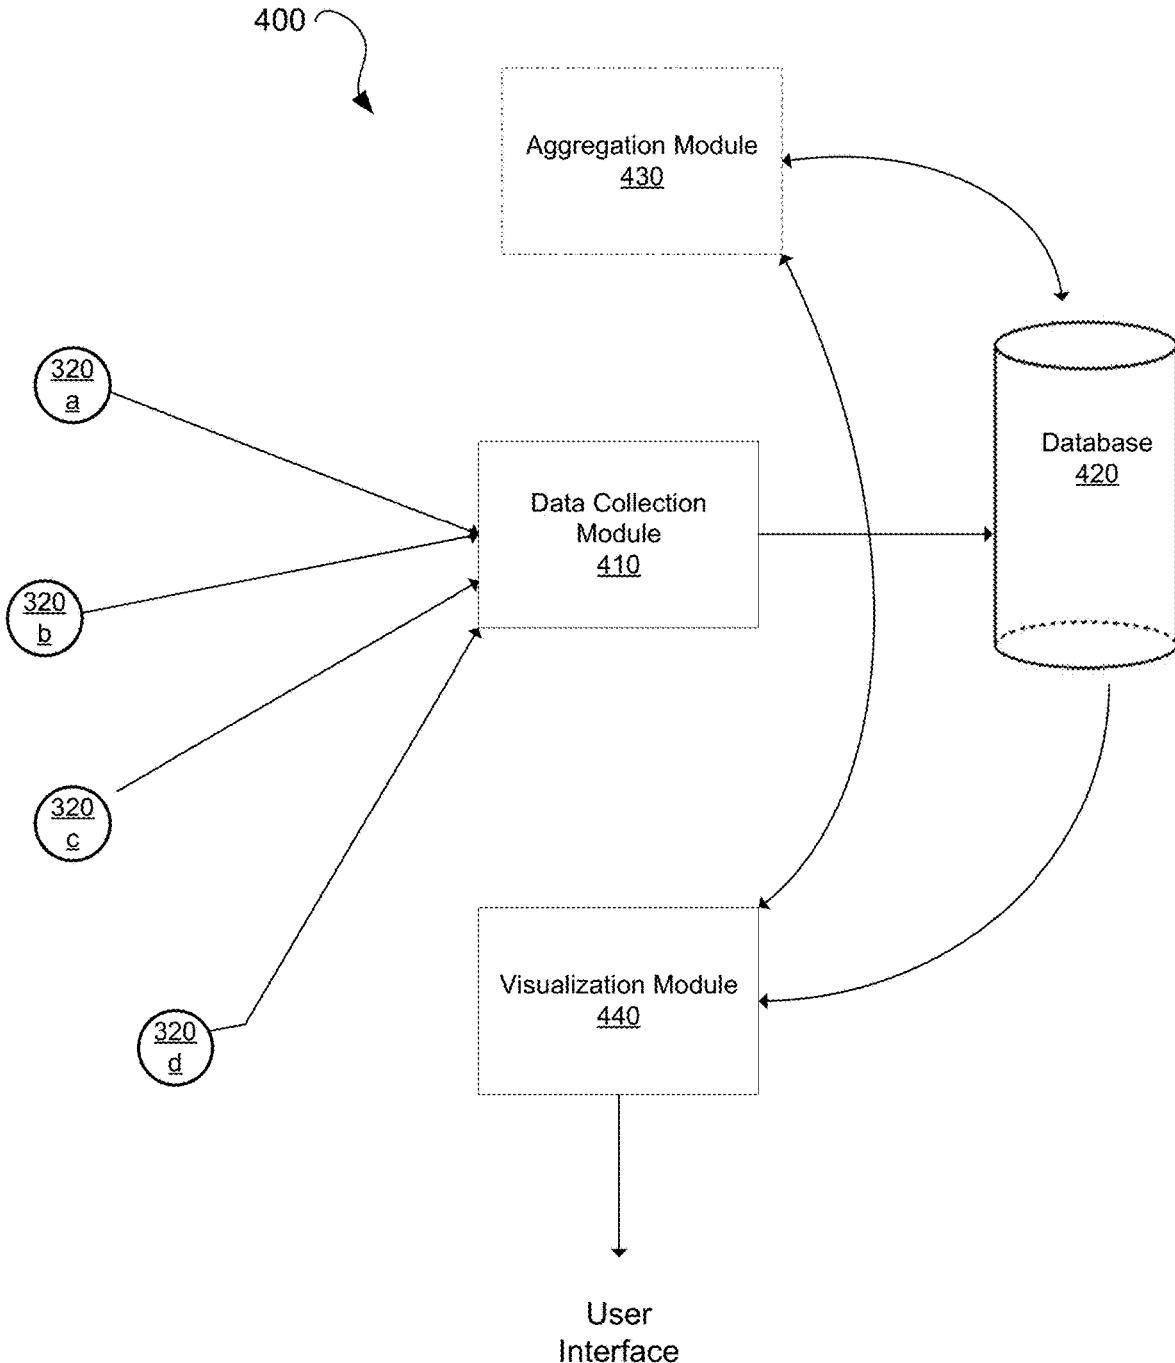 400
Aggregation Module
430
320
a
Database
420
Data Collection
Module
410
320
b
320
c
Visualization Module
440
320
d
User
Interface